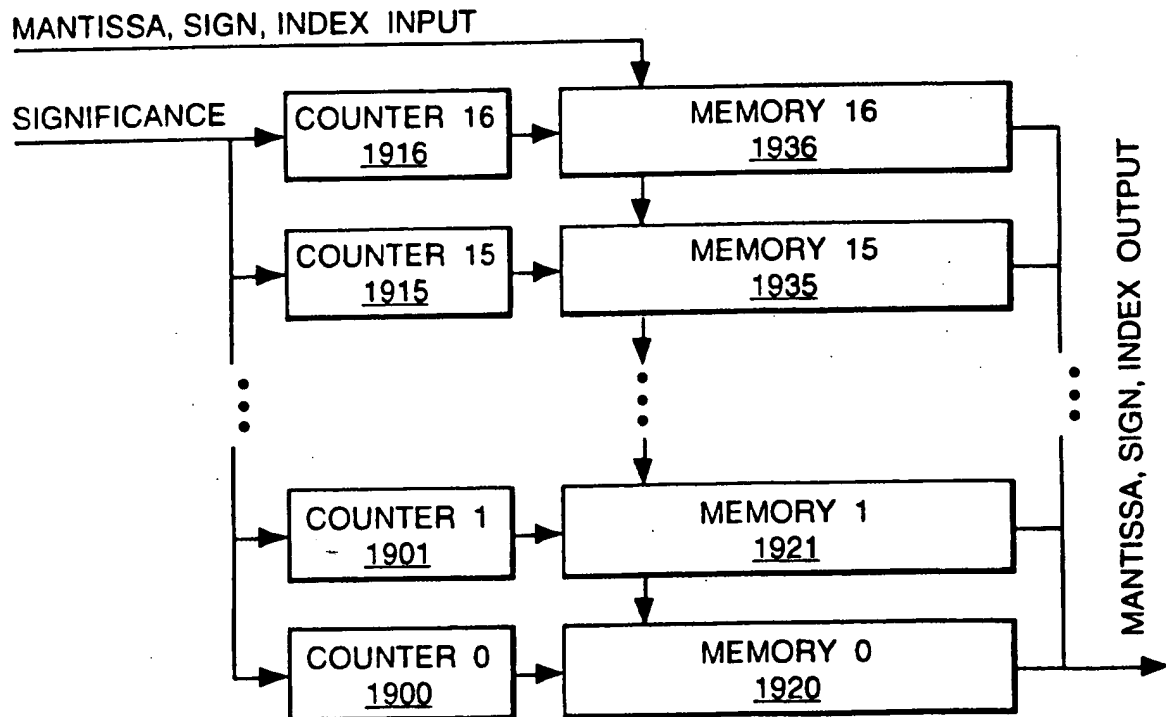 MANTISSA, SIGN, INDEX INPUT
SIGNIFICANCE
COUNTER 16
1916
MEMORY 16
1936
COUNTER 15
1915
MEMORY 15
1935
COUNTER 1
1901
MEMORY 1
1921
COUNTER 0
1900
MEMORY 0
1920
MANTISSA, SIGN, INDEX OUTPUT